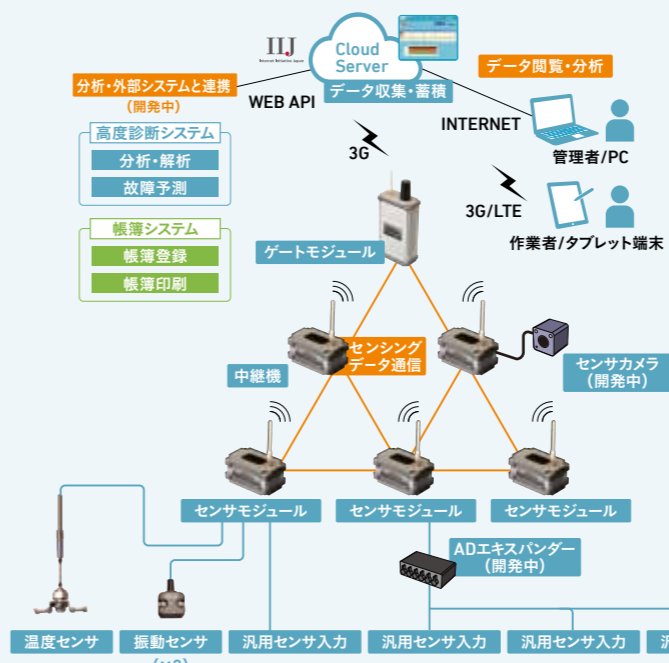 IIJ
Internet Initiative Japan
Cloud
Server
データ収集・蓄積
データ閲覧・分析
分析・外部システムと連携
(開発中)
WEB API
INTERNET
高度診断システム
分析・解析
故障予測
3G
管理者/PC
3G/LTE
帳簿システム
帳簿登録
帳簿印刷
作業者/タブレット端末
ゲートモジュール
センシング
データ通信
中継機
センサカメラ
(開発中)
センサモジュール
センサモジュール
センサモジュール
ADエキスパンダー
(開発中)
温度センサ
振動センサ
汎用センサ入力
汎用センサ入力
汎用センサ入力